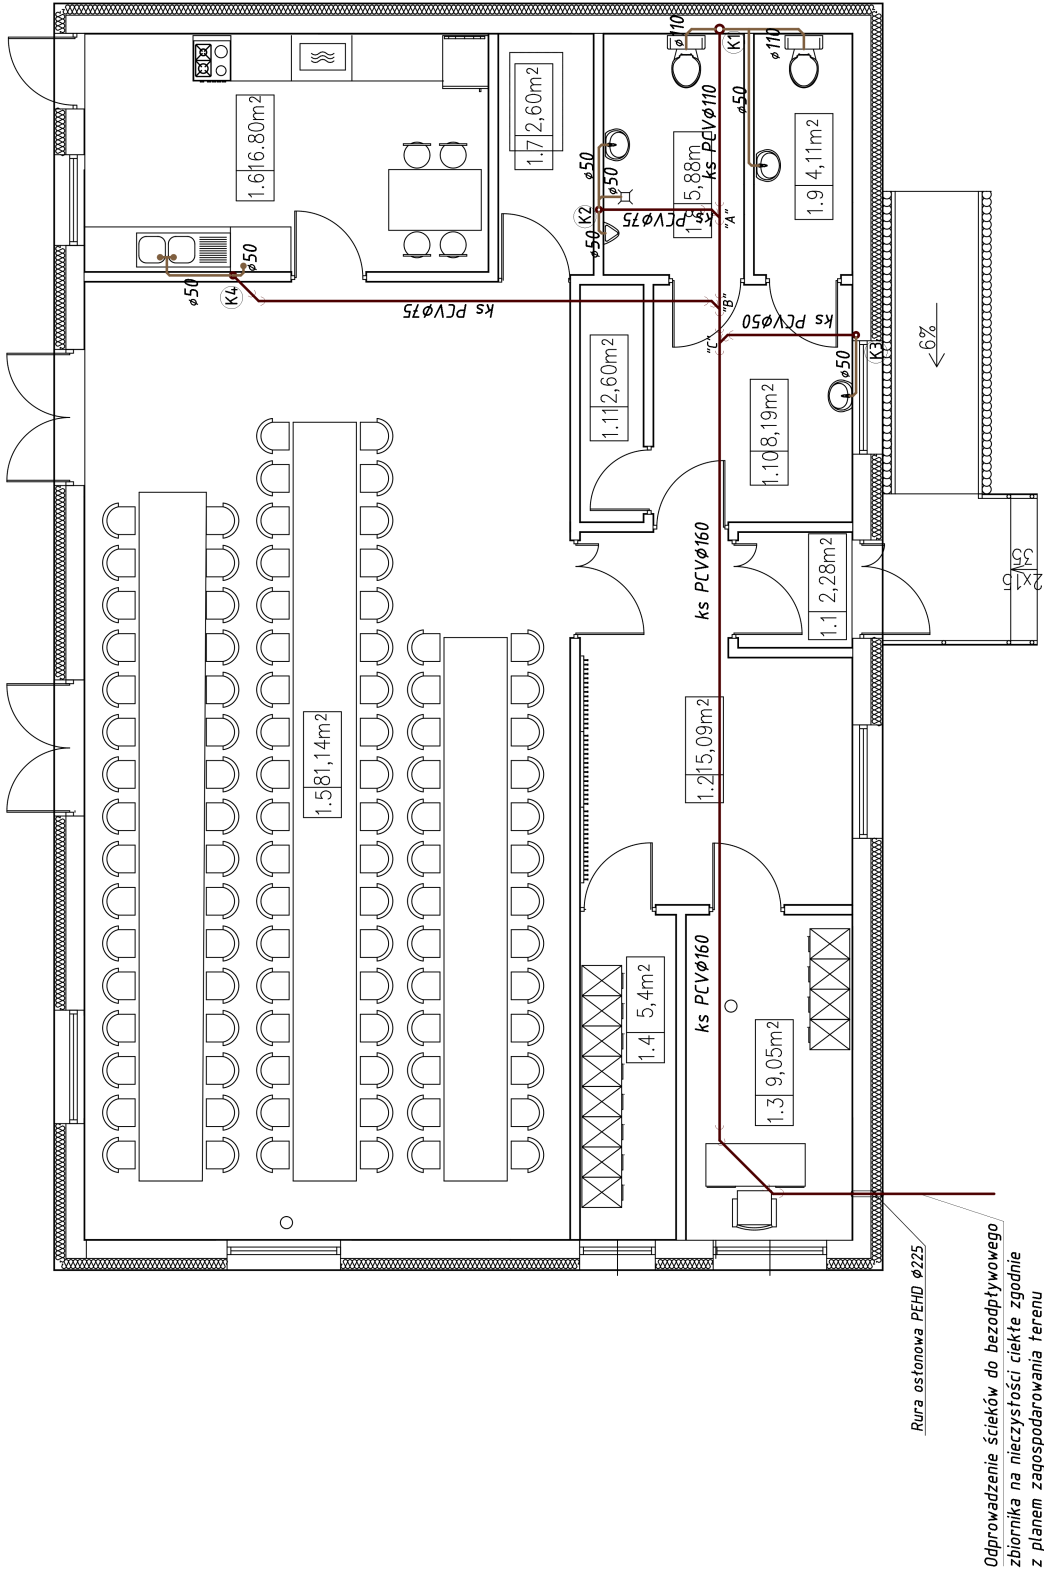 1.6 16.80m²
1.7 2,60m²
1.8 5,88m²
1.9 4,11m²
1.10 8,19m²
1.11 2,60m²
1.1 2,28m²
1.2 15,09m²
1.5 81,14m²
1.4 5,4m²
1.3 9,05m²
K1
K2
K3
K4
ø110
ø110
ø50
ø50
ø50
ø50
ø50
ø50
ø50
ks PCVø110
ks PCVø75
ks PCVø75
ks PCVø50
ks PCVø160
ks PCVø160
"A"
"B"
"C"
6%
2x15
35
Rura osłonowa PEHD ø225
Odprowadzenie ścieków do bezodpływowego
zbiornika na nieczystości ciekłe zgodnie
z planem zagospodarowania terenu